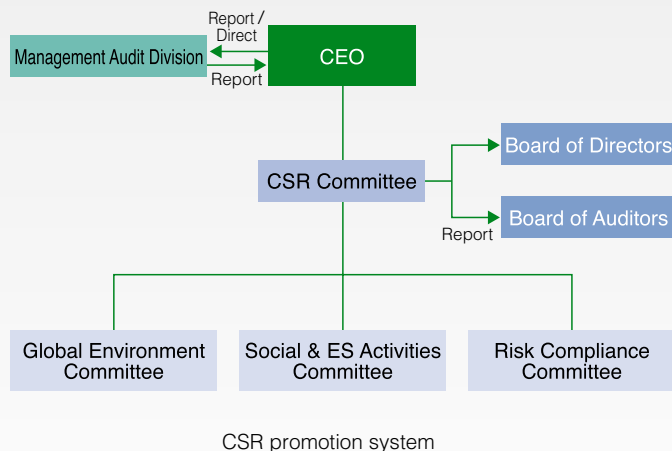 Report /
Direct
Management Audit Division
CEO
Report
Board of Directors
CSR Committee
Board of Auditors
Report
Global Environment
Committee
Social & ES Activities
Committee
Risk Compliance
Committee
CSR promotion system